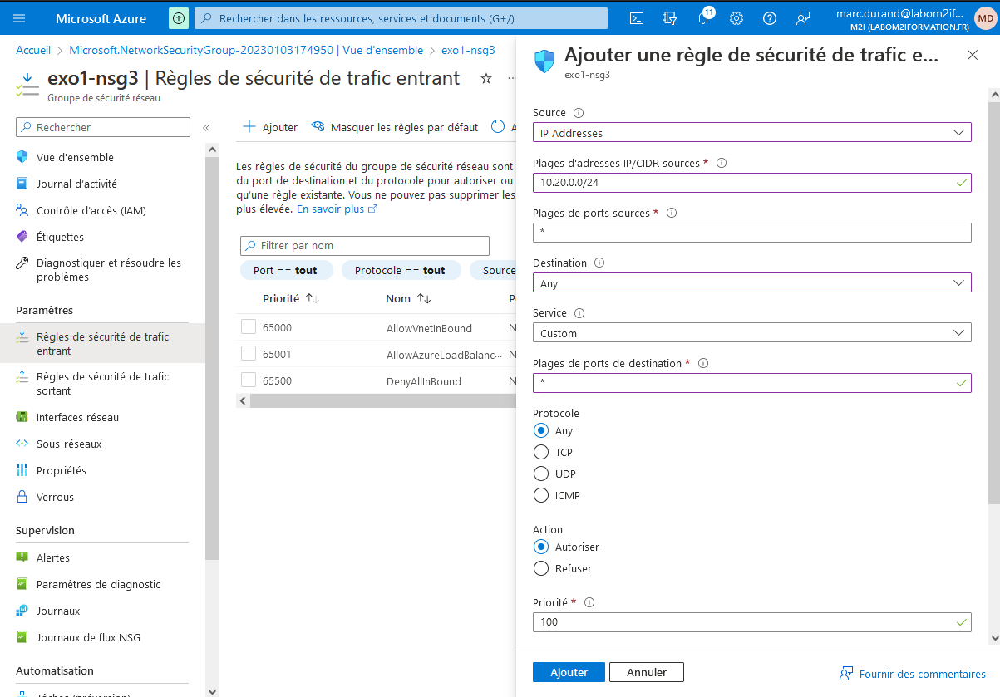 Microsoft Azure
Rechercher dans les ressources, services et documents (G+/)
11
marc.durand@labom2if...
M2I (LABOM2IFORMATION.FR)
MD
Accueil > Microsoft.NetworkSecurityGroup-20230103174950 | Vue d'ensemble > exo1-nsg3
exo1-nsg3 | Règles de sécurité de trafic entrant
Groupe de sécurité réseau
Rechercher
Vue d'ensemble
Journal d'activité
Contrôle d'accès (IAM)
Étiquettes
Diagnostiquer et résoudre les
problèmes
Paramètres
Règles de sécurité de trafic
entrant
Règles de sécurité de trafic
sortant
Interfaces réseau
Sous-réseaux
Propriétés
Verrous
Supervision
Alertes
Paramètres de diagnostic
Journaux
Journaux de flux NSG
Automatisation
Tâches (préversion)
Ajouter
Masquer les règles par défaut
A
Les règles de sécurité du groupe de sécurité réseau sont
du port de destination et du protocole pour autoriser ou
qu'une règle existante. Vous ne pouvez pas supprimer les
plus élevée. En savoir plus
Filtrer par nom
Port == tout
Protocole == tout
Source
Priorité ↑↓
Nom ↑↓
P
65000 AllowVnetInBound N
65001 AllowAzureLoadBalanc... N
65500 DenyAllInBound N
Ajouter une règle de sécurité de trafic e...
exo1-nsg3
Source
IP Addresses
Plages d'adresses IP/CIDR sources *
10.20.0.0/24
Plages de ports sources *
*
Destination
Any
Service
Custom
Plages de ports de destination *
*
Protocole
Any
TCP
UDP
ICMP
Action
Autoriser
Refuser
Priorité *
100
Ajouter
Annuler
Fournir des commentaires